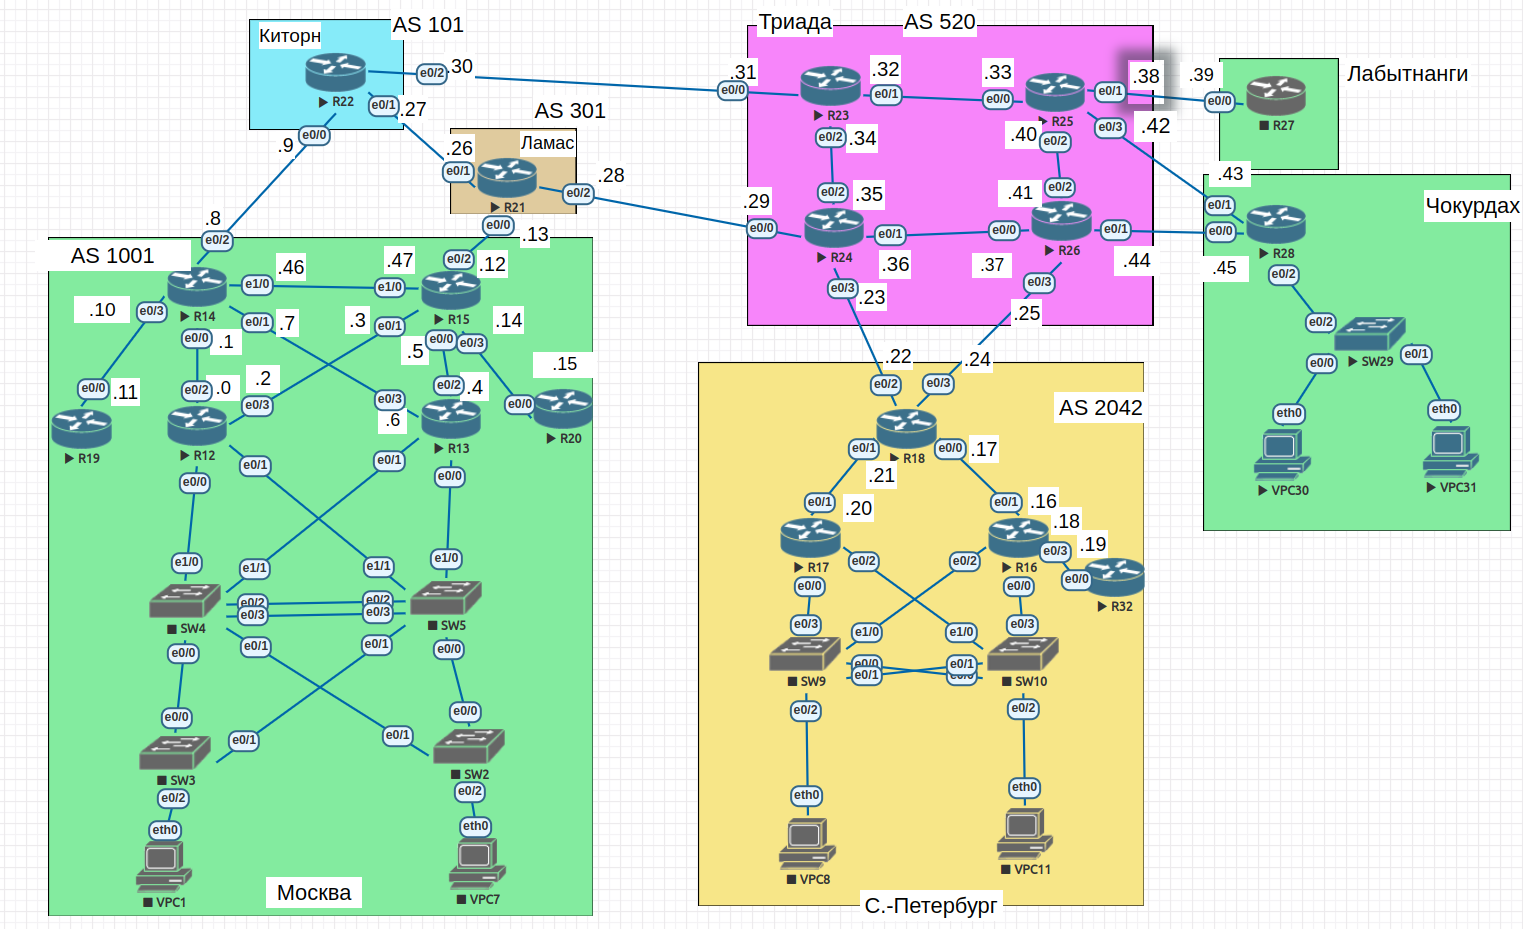 Киторн
AS 101
R22
e0/2
.30
e0/1
.27
e0/0
.9
AS 301
Ламас
.26
e0/1
R21
e0/2
.28
e0/0
.13
Триада
AS 520
.31
e0/0
R23
.32
e0/1
.33
e0/0
R25
e0/1
.38
.39
e0/0
R27
Лабытнанги
e0/2
.34
.40
e0/2
e0/3
.42
.29
e0/0
e0/2
.35
R24
e0/1
.36
e0/3
.23
.41
e0/2
e0/0
.37
R26
e0/1
.44
e0/3
.25
.43
e0/1
e0/0
.45
R28
Чокурдах
e0/2
e0/2
SW29
e0/0
e0/1
eth0
eth0
VPC30
VPC31
AS 1001
.8
e0/2
R14
.46
e1/0
.47
e1/0
e0/2
.12
R15
.10
e0/3
e0/1
.7
.3
e0/1
.14
e0/0
.1
.5
e0/0
e0/3
.15
e0/0
.11
R19
e0/2
.0
.2
e0/3
R12
e0/3
.6
e0/2
.4
R13
e0/0
R20
e0/0
e0/1
e0/1
e0/0
e1/0
e1/1
e1/1
e1/0
SW4
e0/2
e0/3
e0/2
e0/3
SW5
e0/0
e0/1
e0/1
e0/0
e0/0
e0/1
e0/1
e0/0
SW3
SW2
e0/2
e0/2
eth0
eth0
VPC1
VPC7
Москва
.22
e0/2
.24
e0/3
AS 2042
R18
e0/1
.21
e0/0
.17
e0/1
.20
R17
e0/1
.16
.18
R16
e0/3
.19
e0/0
R32
e0/2
e0/2
e0/0
e0/0
e0/3
e0/3
e1/0
e1/0
SW9
e0/0
e0/1
e0/1
e0/0
SW10
e0/2
e0/2
eth0
eth0
VPC8
VPC11
С.-Петербург